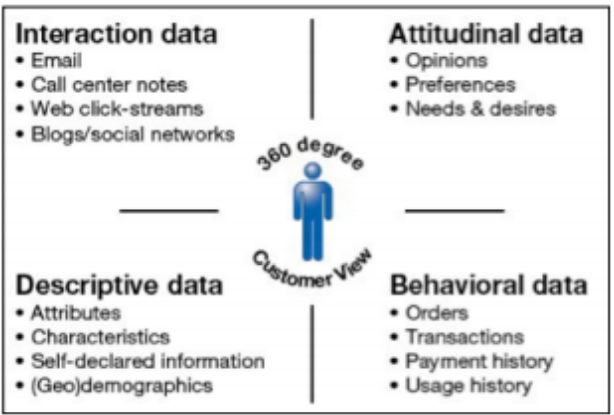 Interaction data
• Email
• Call center notes
• Web click-streams
• Blogs/social networks
Attitudinal data
• Opinions
• Preferences
• Needs & desires
360 degree
Customer View
Descriptive data
• Attributes
• Characteristics
• Self-declared information
• (Geo)demographics
Behavioral data
• Orders
• Transactions
• Payment history
• Usage history